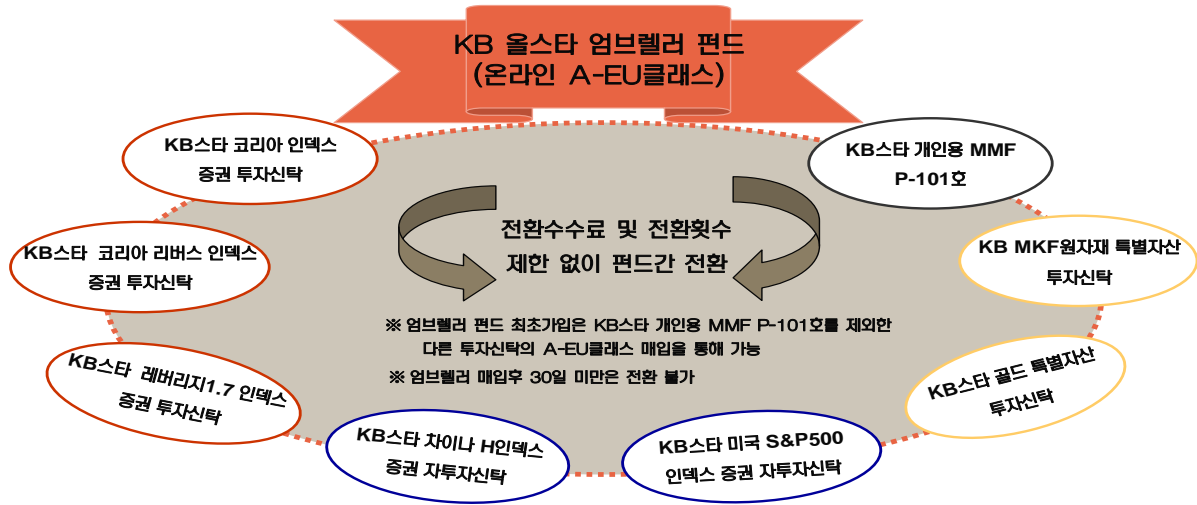 KB 올스타 엄브렐러 펀드
(온라인 A-EU클래스)
KB스타 코리아 인덱스
증권 투자신탁
KB스타 개인용 MMF
P-101호
KB스타 코리아 리버스 인덱스
증권 투자신탁
전환수수료 및 전환횟수
제한 없이 펀드간 전환
KB MKF원자재 특별자산
투자신탁
※ 엄브렐러 펀드 최초가입은 KB스타 개인용 MMF P-101호를 제외한
다른 투자신탁의 A-EU클래스 매입을 통해 가능
※ 엄브렐러 매입후 30일 미만은 전환 불가
KB스타 레버리지1.7 인덱스
증권 투자신탁
KB스타 골드 특별자산
투자신탁
KB스타 차이나 H인덱스
증권 자투자신탁
KB스타 미국 S&P500
인덱스 증권 자투자신탁